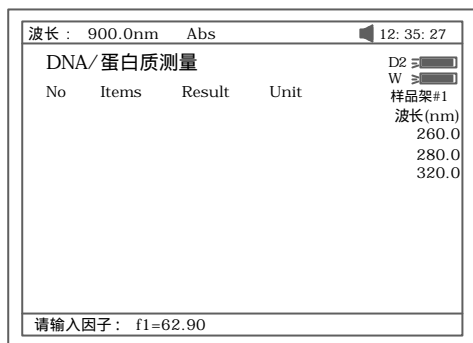 波长： 900.0nm Abs 12: 35: 27
DNA/蛋白质测量
D2
W
No Items Result Unit
样品架#1
波长(nm)
260.0
280.0
320.0
请输入因子： f1=62.90